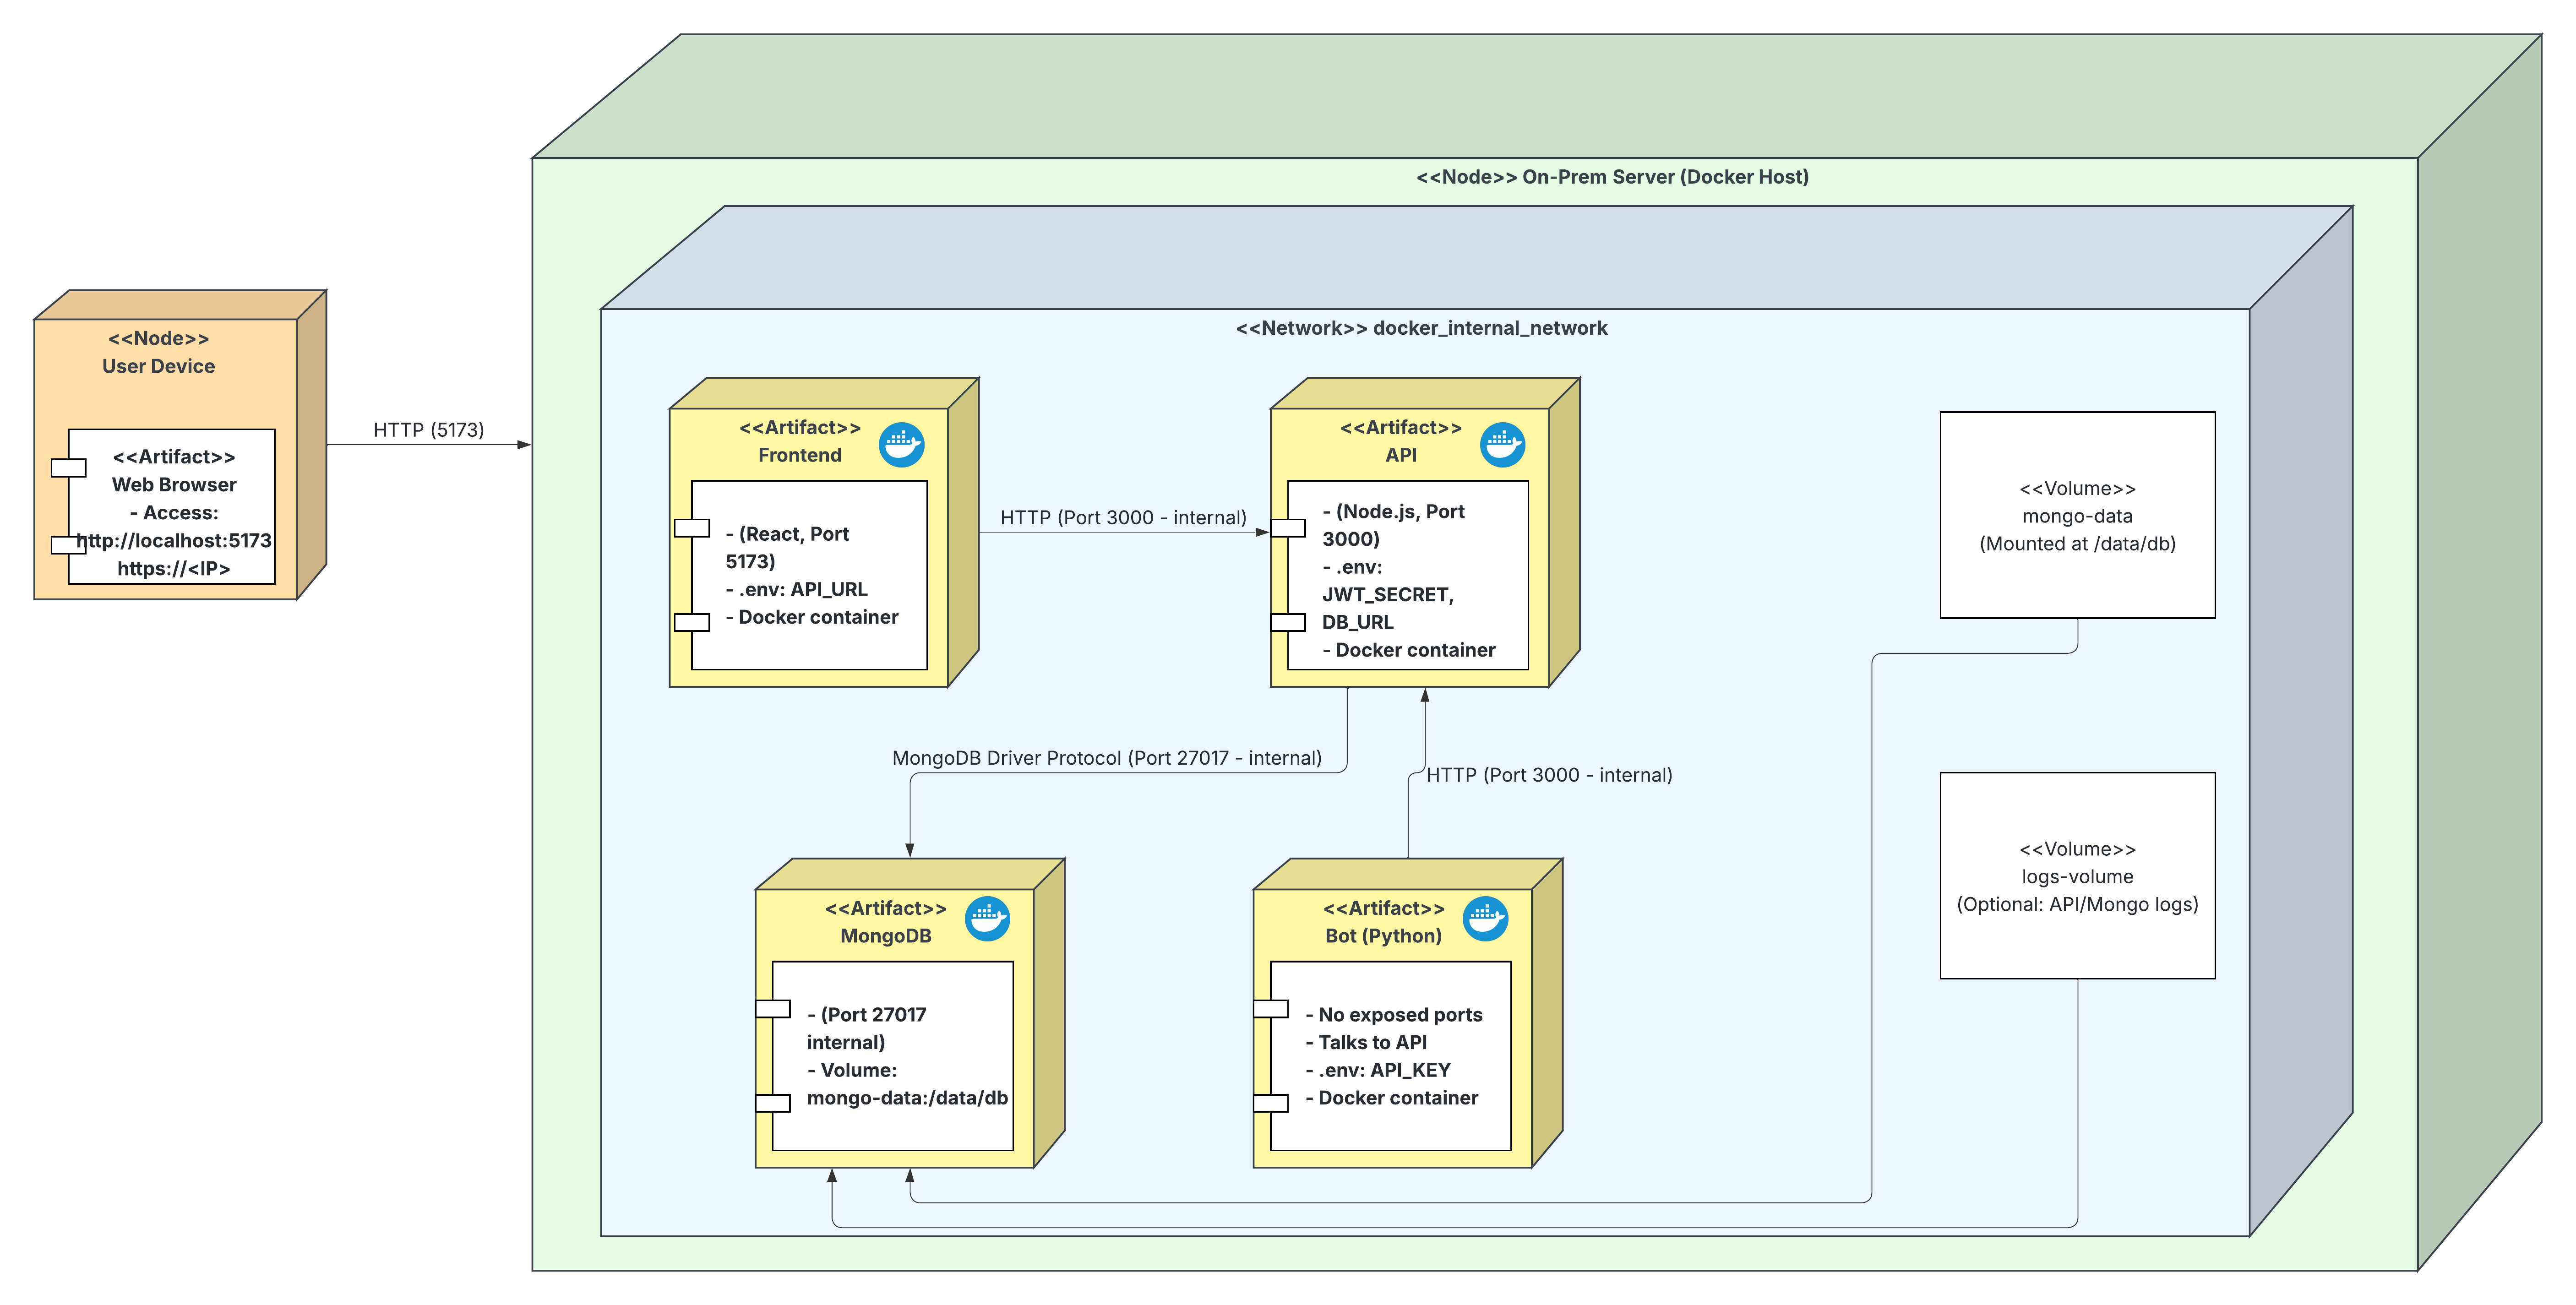 <<Node>> On-Prem Server (Docker Host)
<<Network>> docker_internal_network
<<Node>>
User Device
<<Artifact>>
Web Browser
- Access:
http://localhost:5173
https://<IP>
HTTP (5173)
<<Artifact>>
Frontend
- (React, Port
5173)
- .env: API_URL
- Docker container
HTTP (Port 3000 - internal)
<<Artifact>>
API
- (Node.js, Port
3000)
- .env:
JWT_SECRET,
DB_URL
- Docker container
<<Volume>>
mongo-data
(Mounted at /data/db)
MongoDB Driver Protocol (Port 27017 - internal)
HTTP (Port 3000 - internal)
<<Artifact>>
MongoDB
- (Port 27017
internal)
- Volume:
mongo-data:/data/db
<<Artifact>>
Bot (Python)
- No exposed ports
- Talks to API
- .env: API_KEY
- Docker container
<<Volume>>
logs-volume
(Optional: API/Mongo logs)